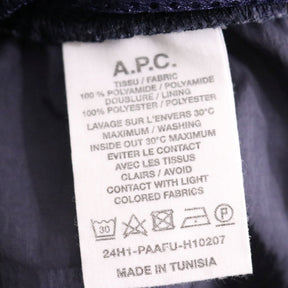 A.P.C.
TISSU / FABRIC
100 % POLYAMIDE / POLYAMIDE
DOUBLURE / LINING
100% POLYESTER / POLYESTER
LAVAGE SUR L'ENVERS 30°C
MAXIMUM / WASHING
INSIDE OUT 30°C MAXIMUM
EVITER LE CONTACT
AVEC LES TISSUS
CLAIRS / AVOID
CONTACT WITH LIGHT
COLORED FABRICS
30 P
24H1-PAAFU-H10207
MADE IN TUNISIA